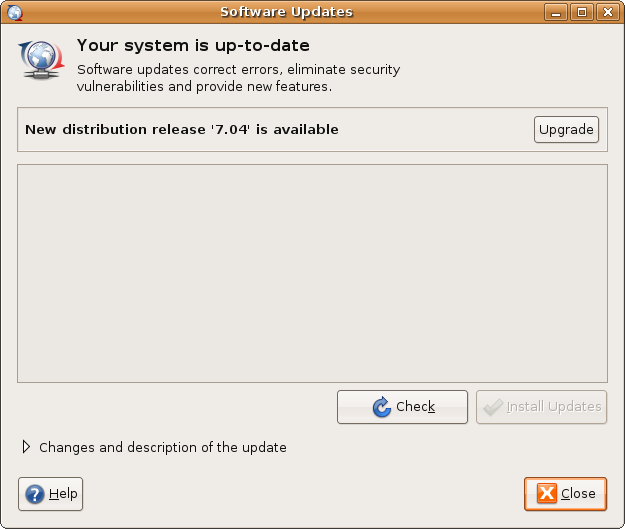 Software Updates
Your system is up-to-date
Software updates correct errors, eliminate security
vulnerabilities and provide new features.
New distribution release '7.04' is available
Upgrade
Check
Install Updates
Changes and description of the update
Help
Close